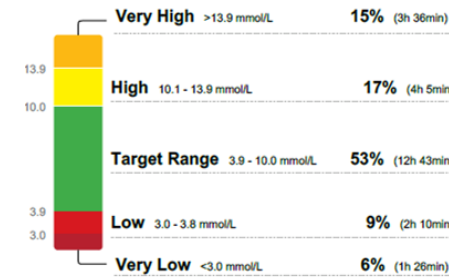 Very High >13.9 mmol/L 15% (3h 36min)
13.9
High 10.1 - 13.9 mmol/L 17% (4h 5min
10.0
Target Range 3.9 - 10.0 mmol/L 53% (12h 43min
3.9
Low 3.0 - 3.8 mmol/L 9% (2h 10min
3.0
Very Low <3.0 mmol/L 6% (1h 26min)